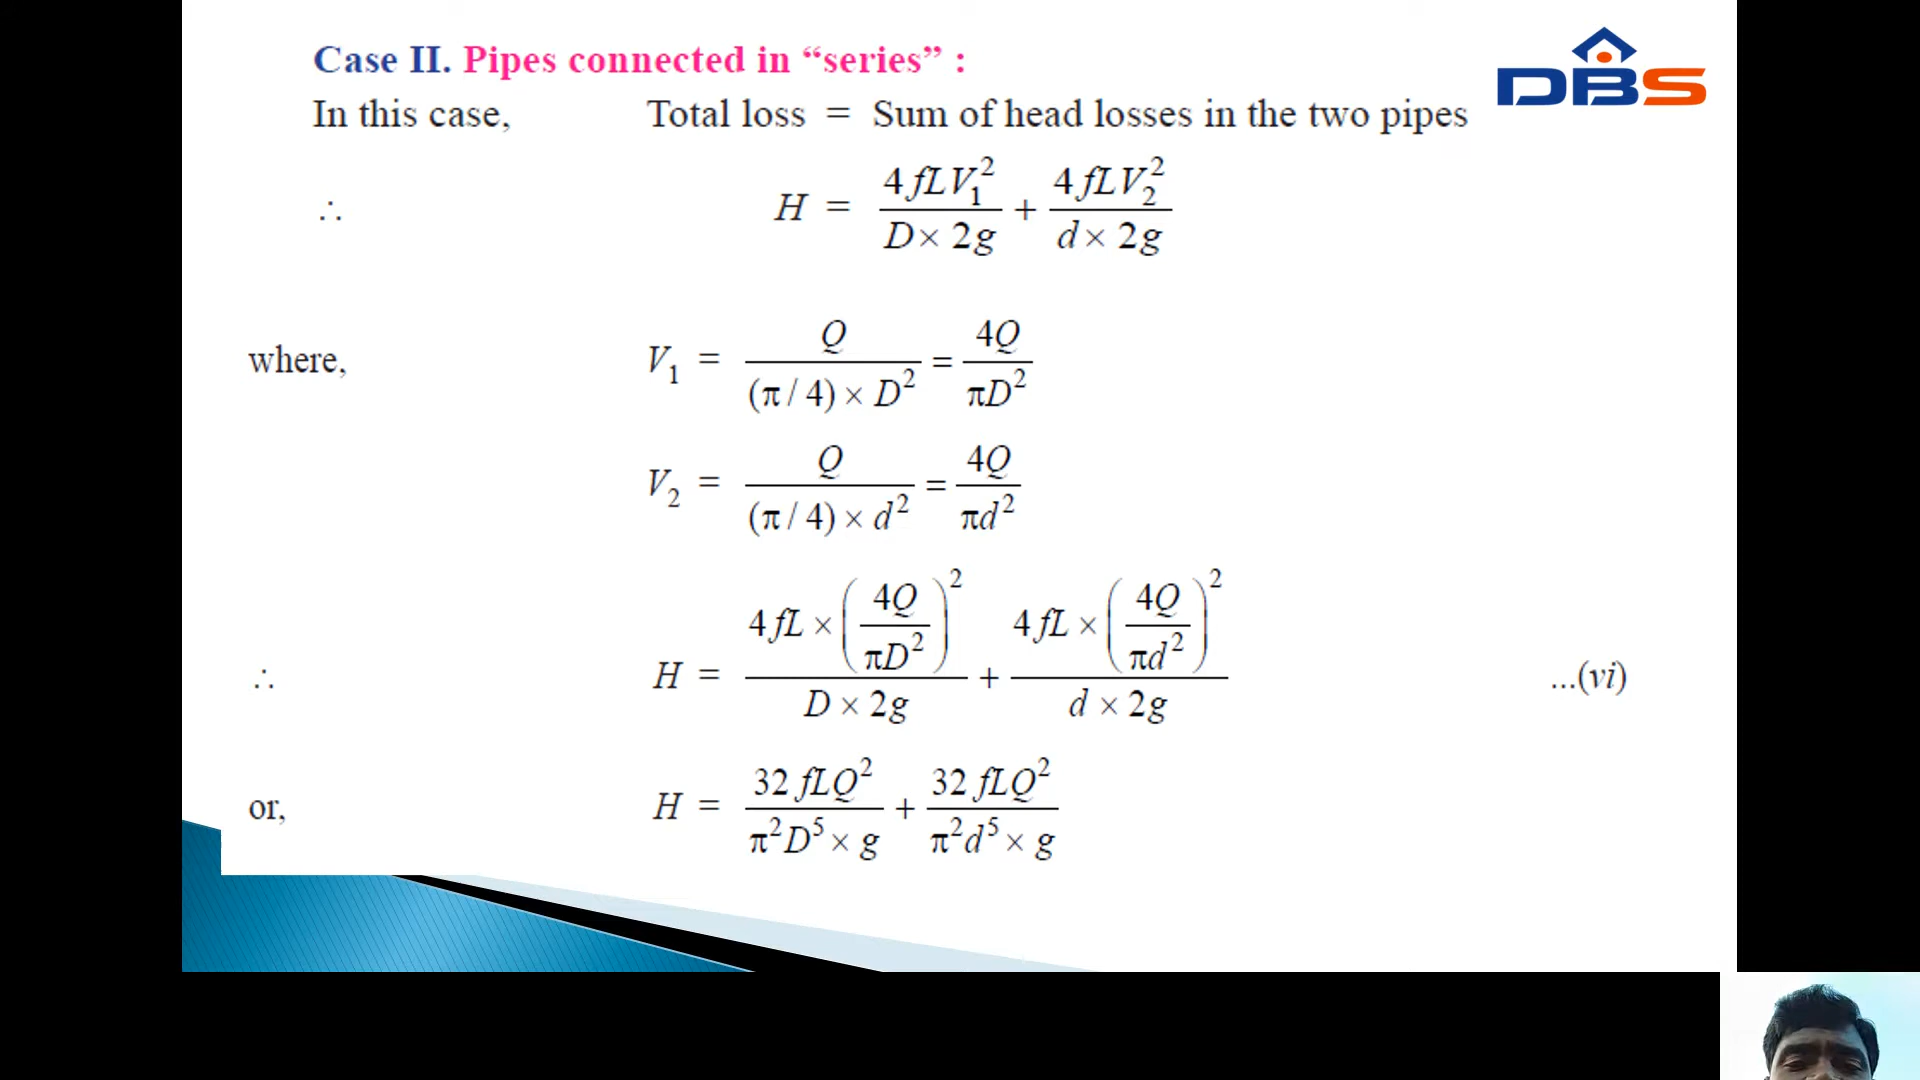 Case II. Pipes connected in “series” :
DBS
In this case, Total loss = Sum of head losses in the two pipes
∴ H = 4fLV₁²/(D × 2g) + 4fLV₂²/(d × 2g)
where, V₁ = Q/((π / 4) × D²) = 4Q/(πD²)
V₂ = Q/((π / 4) × d²) = 4Q/(πd²)
∴ H = (4fL × (4Q/(πD²))²)/(D × 2g) + (4fL × (4Q/(πd²))²)/(d × 2g) ...(vi)
or, H = 32fLQ²/(π²D⁵ × g) + 32fLQ²/(π²d⁵ × g)